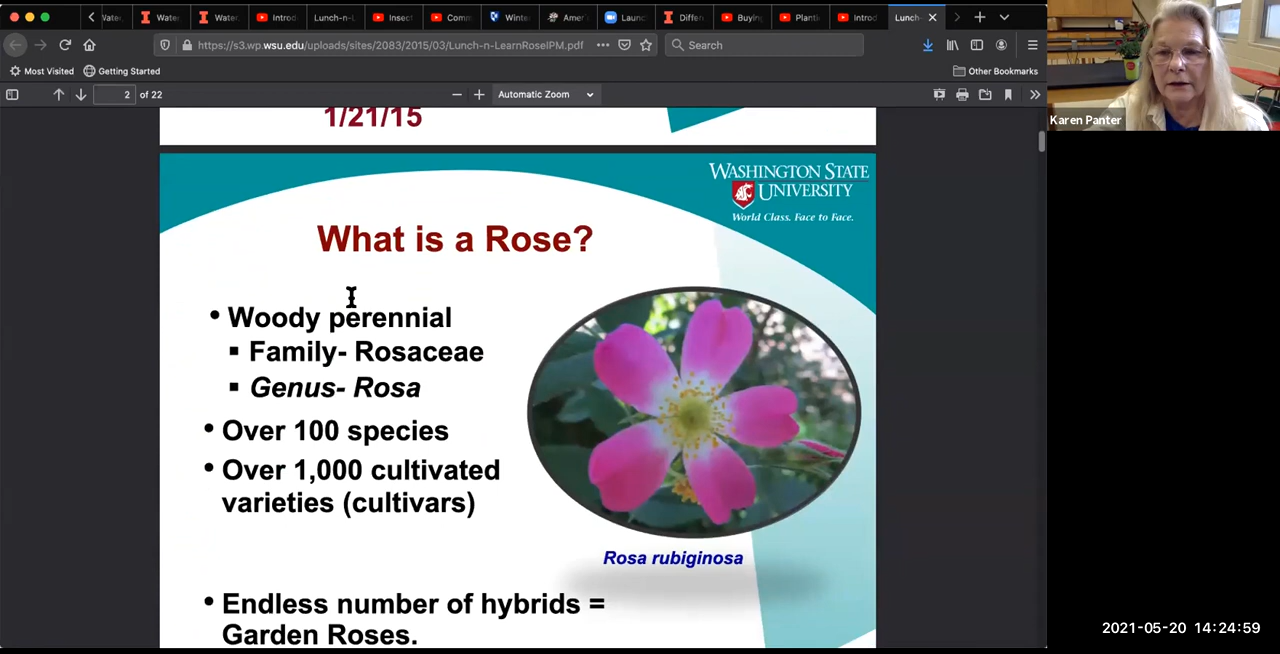 Water,
Water
Water,
Introd
Lunch-n-L
Insect
Comm
Winte
Amer
Launc
Differ
Buying
Plantin
Introd
Lunch-
https://s3.wp.wsu.edu/uploads/sites/2083/2015/03/Lunch-n-LearnRoseIPM.pdf
Search
Most Visited
Getting Started
Other Bookmarks
2 of 22
Automatic Zoom
Karen Panter
1/21/15
WASHINGTON STATE
UNIVERSITY
World Class. Face to Face.
What is a Rose?
• Woody perennial
▪ Family- Rosaceae
▪ Genus- Rosa
• Over 100 species
• Over 1,000 cultivated
varieties (cultivars)
Rosa rubiginosa
• Endless number of hybrids =
Garden Roses.
2021-05-20 14:24:59